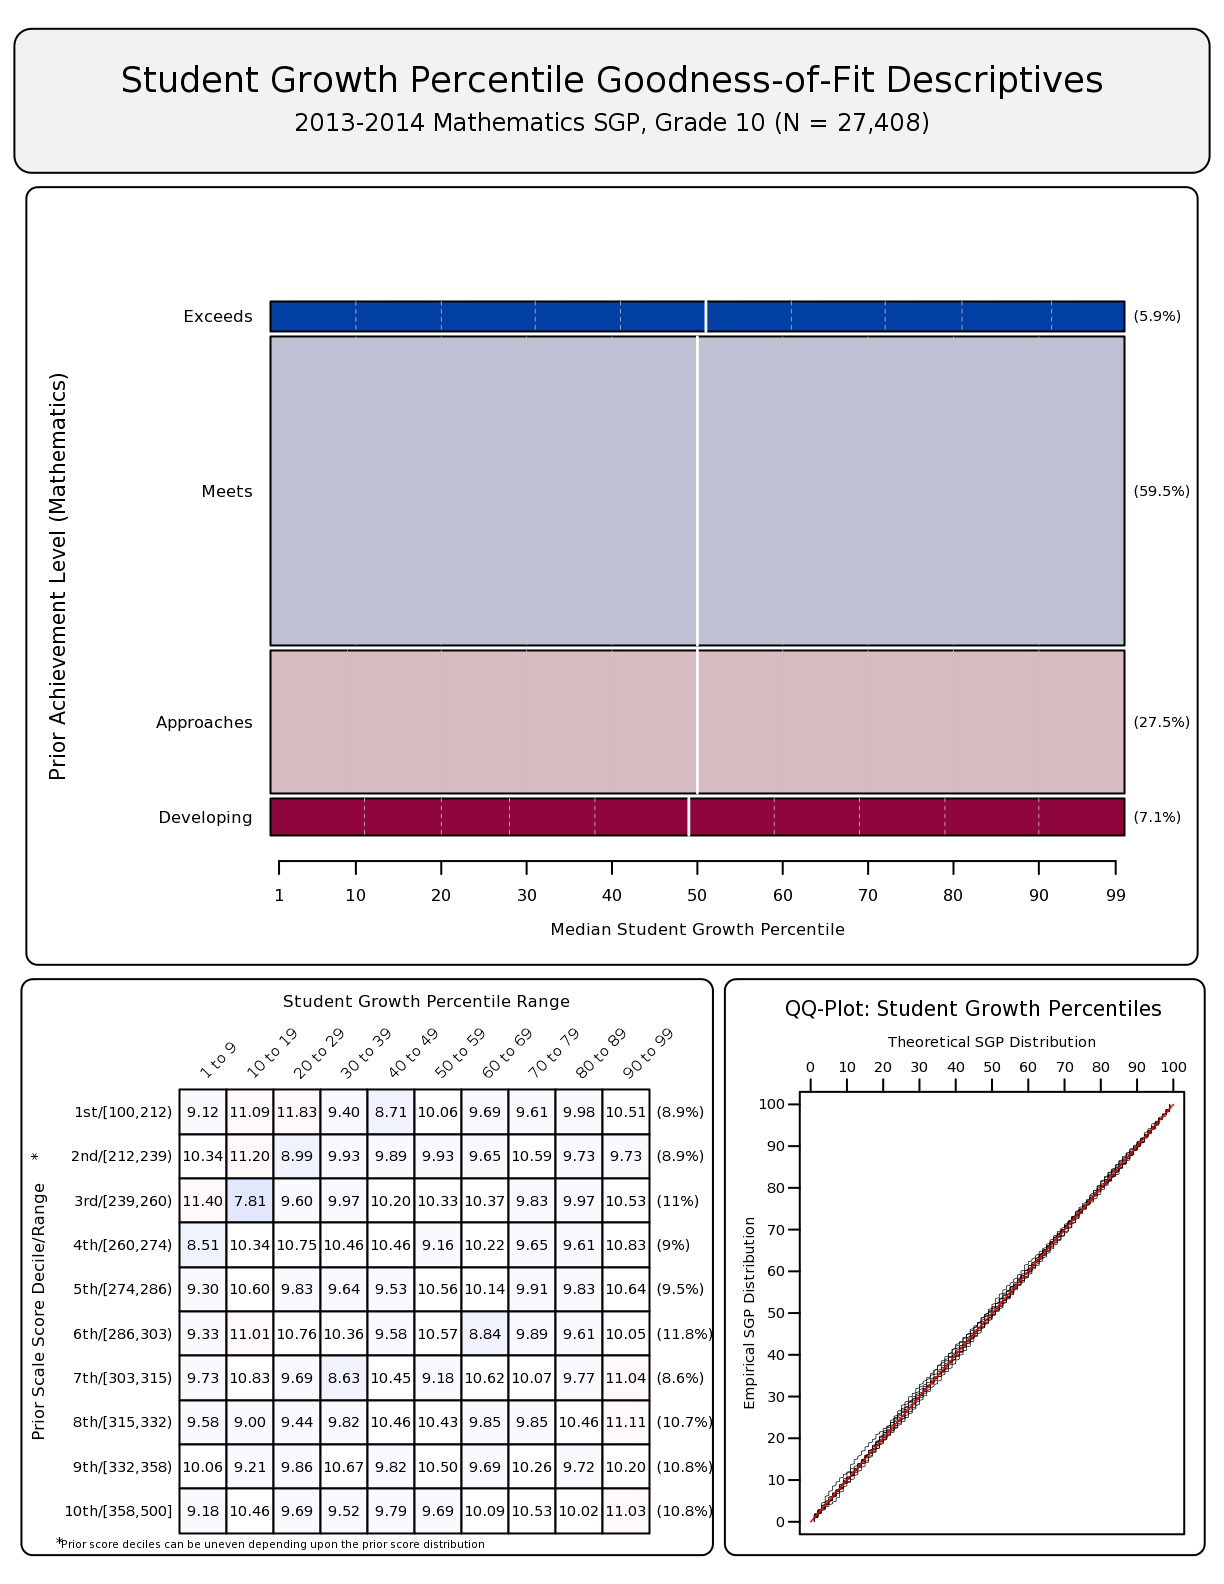 Student Growth Percentile Goodness-of-Fit Descriptives
2013-2014 Mathematics SGP, Grade 10 (N = 27,408)
Prior Achievement Level (Mathematics)
Exceeds (5.9%)
Meets (59.5%)
Approaches (27.5%)
Developing (7.1%)
1 10 20 30 40 50 60 70 80 90 99
Median Student Growth Percentile
Student Growth Percentile Range
1 to 9 10 to 19 20 to 29 30 to 39 40 to 49 50 to 59 60 to 69 70 to 79 80 to 89 90 to 99
Prior Scale Score Decile/Range *
1st/[100,212) 9.12 11.09 11.83 9.40 8.71 10.06 9.69 9.61 9.98 10.51 (8.9%)
2nd/[212,239) 10.34 11.20 8.99 9.93 9.89 9.93 9.65 10.59 9.73 9.73 (8.9%)
3rd/[239,260) 11.40 7.81 9.60 9.97 10.20 10.33 10.37 9.83 9.97 10.53 (11%)
4th/[260,274) 8.51 10.34 10.75 10.46 10.46 9.16 10.22 9.65 9.61 10.83 (9%)
5th/[274,286) 9.30 10.60 9.83 9.64 9.53 10.56 10.14 9.91 9.83 10.64 (9.5%)
6th/[286,303) 9.33 11.01 10.76 10.36 9.58 10.57 8.84 9.89 9.61 10.05 (11.8%)
7th/[303,315) 9.73 10.83 9.69 8.63 10.45 9.18 10.62 10.07 9.77 11.04 (8.6%)
8th/[315,332) 9.58 9.00 9.44 9.82 10.46 10.43 9.85 9.85 10.46 11.11 (10.7%)
9th/[332,358) 10.06 9.21 9.86 10.67 9.82 10.50 9.69 10.26 9.72 10.20 (10.8%)
10th/[358,500] 9.18 10.46 9.69 9.52 9.79 9.69 10.09 10.53 10.02 11.03 (10.8%)
*Prior score deciles can be uneven depending upon the prior score distribution
QQ-Plot: Student Growth Percentiles
Theoretical SGP Distribution
0 10 20 30 40 50 60 70 80 90 100
Empirical SGP Distribution
100
90
80
70
60
50
40
30
20
10
0